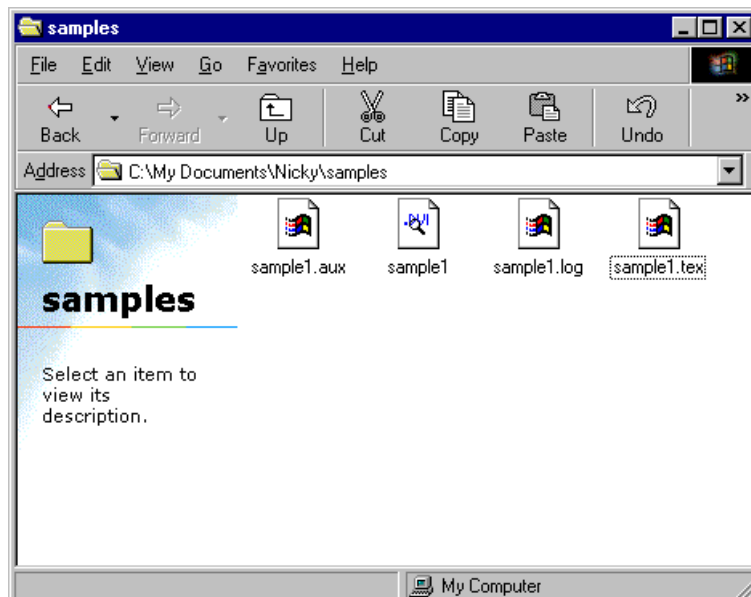 samples
File Edit View Go Favorites Help
»
Back Forward Up Cut Copy Paste Undo
Address C:\My Documents\Nicky\samples
.DVI
sample1.aux sample1 sample1.log sample1.tex
samples
Select an item to
view its
description.
My Computer